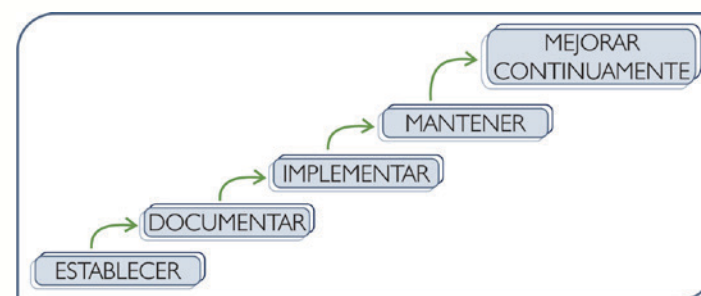 MEJORAR
CONTINUAMENTE
MANTENER
IMPLEMENTAR
DOCUMENTAR
ESTABLECER